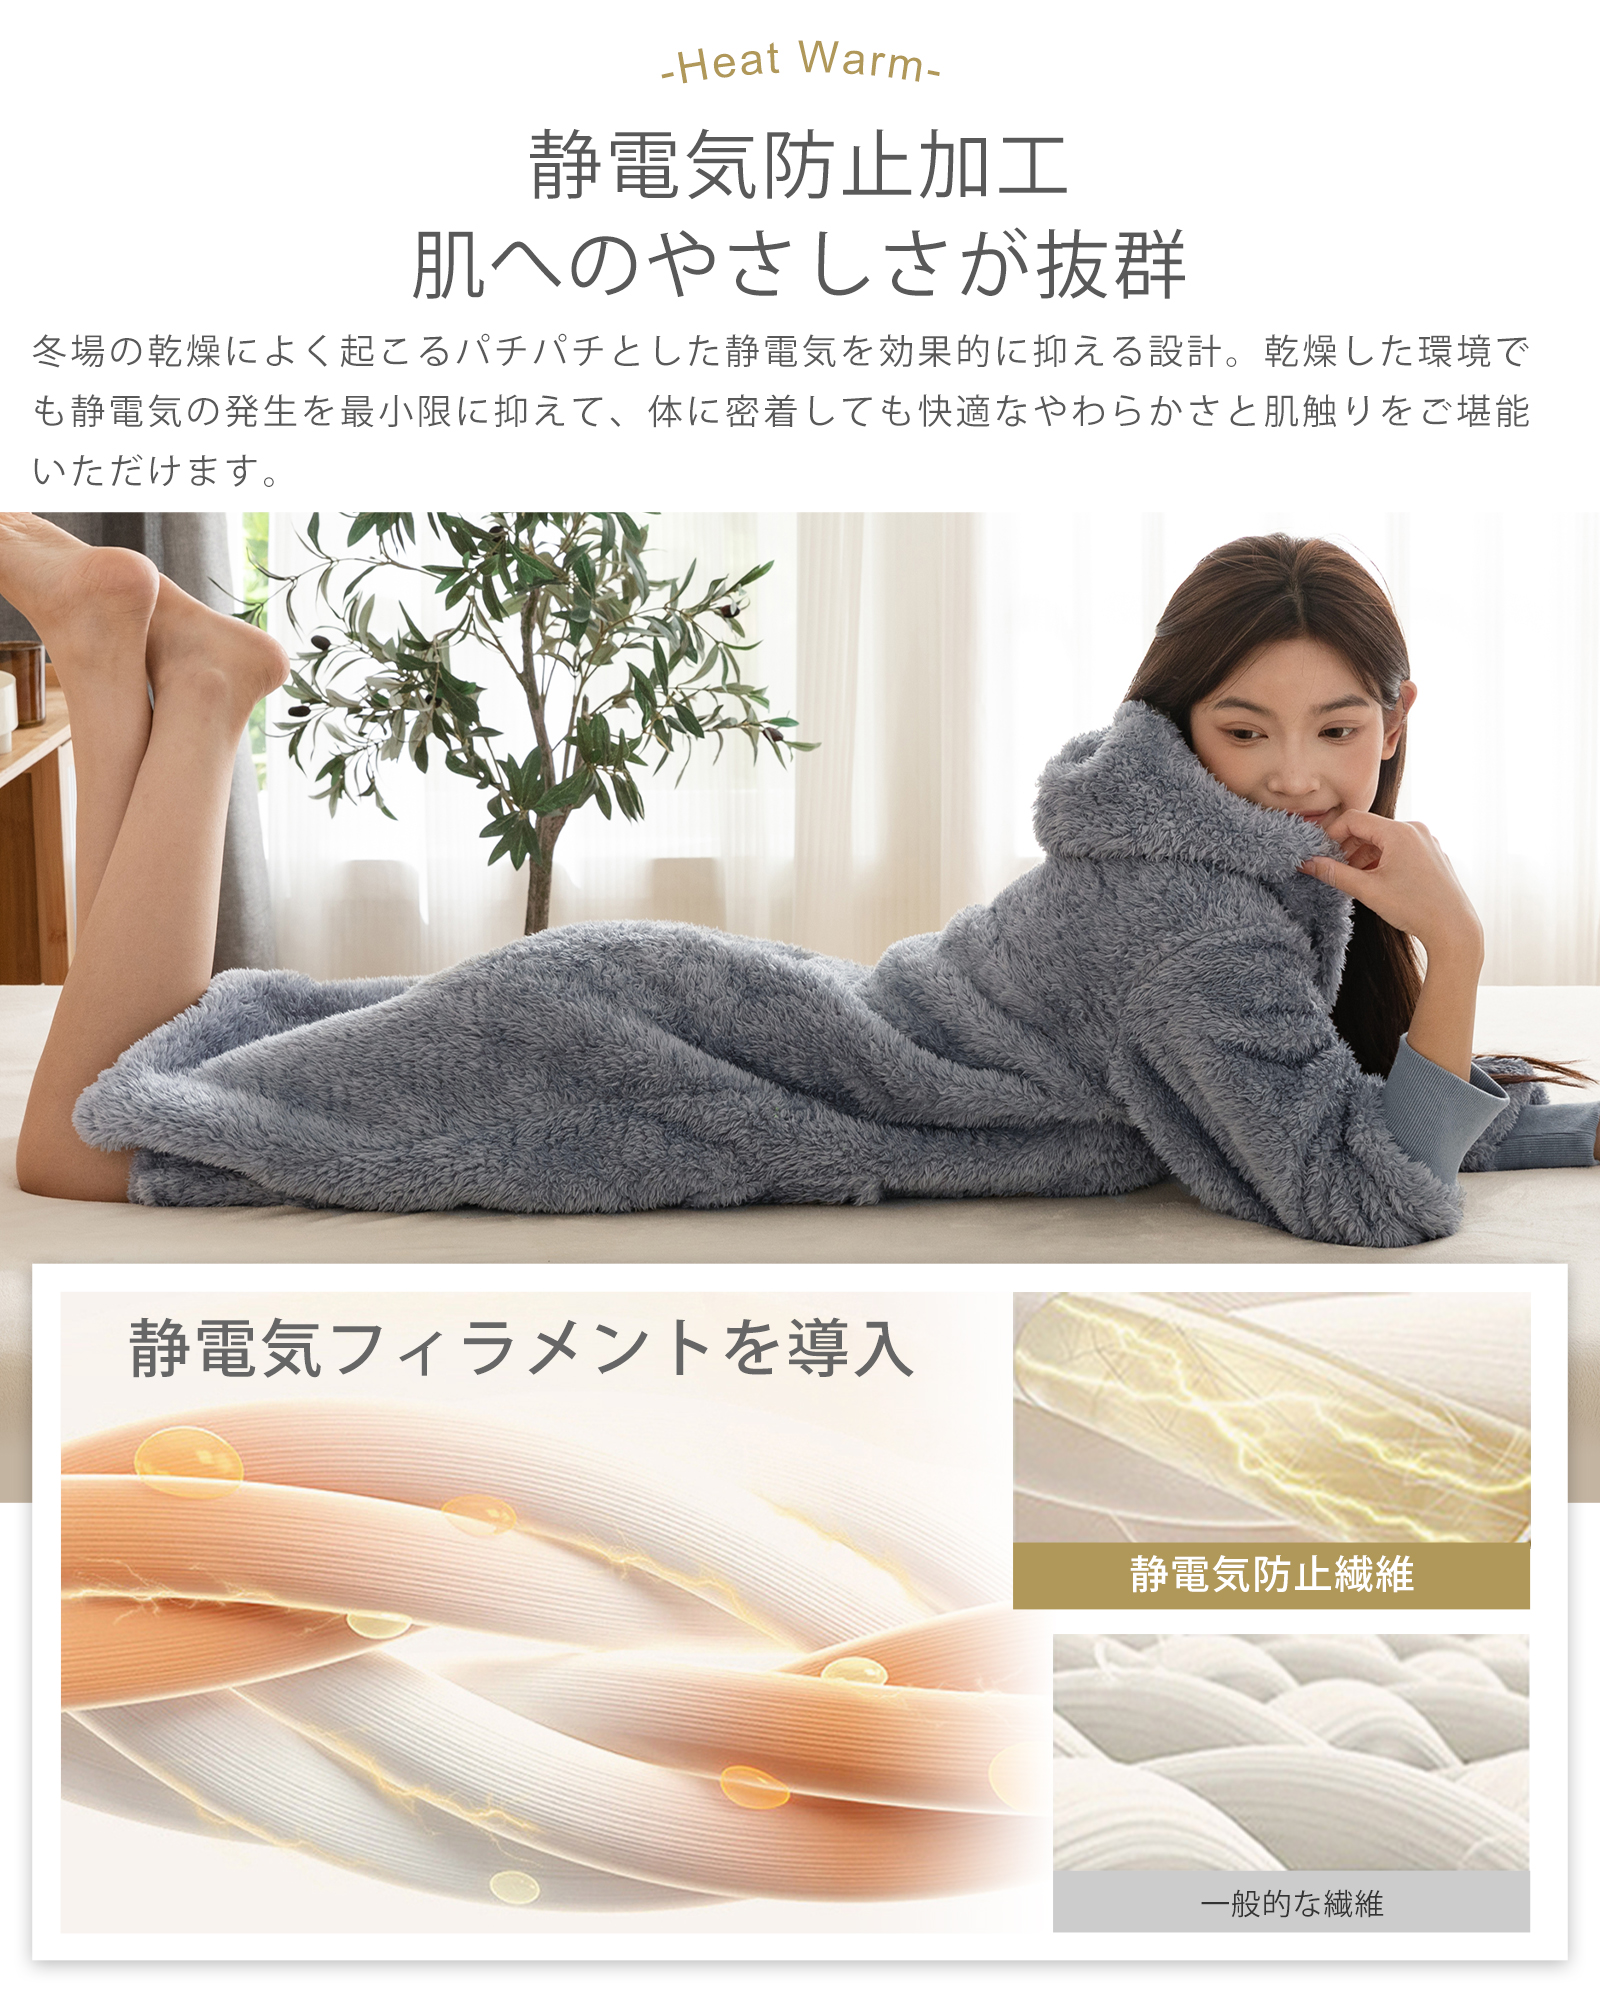 -Heat Warm-
静電気防止加工
肌へのやさしさが抜群
冬場の乾燥によく起こるパチパチとした静電気を効果的に抑える設計。乾燥した環境で
も静電気の発生を最小限に抑えて、体に密着しても快適なやわらかさと肌触りをご堪能
いただけます。
静電気フィラメントを導入
静電気防止繊維
一般的な繊維